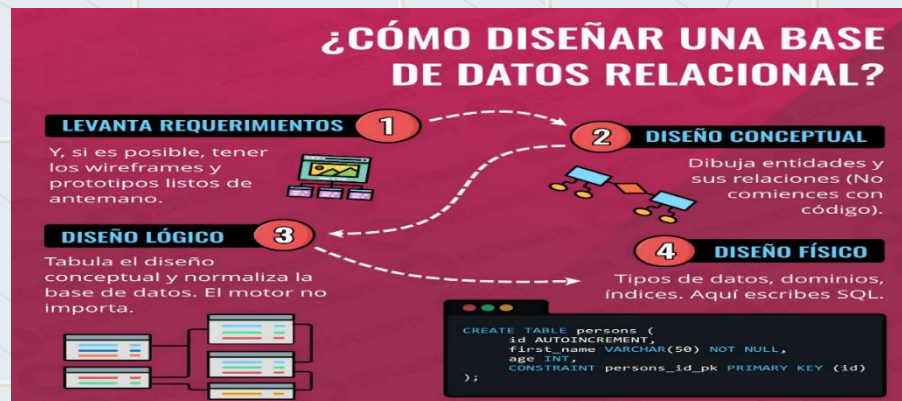 ¿CÓMO DISEÑAR UNA BASE
DE DATOS RELACIONAL?
LEVANTA REQUERIMIENTOS 1
Y, si es posible, tener
los wireframes y
prototipos listos de
antemano.
2 DISEÑO CONCEPTUAL
Dibuja entidades y
sus relaciones (No
comiences con
código).
DISEÑO LÓGICO 3
Tabula el diseño
conceptual y normaliza la
base de datos. El motor no
importa.
4 DISEÑO FÍSICO
Tipos de datos, dominios,
índices. Aquí escribes SQL.
CREATE TABLE persons (
id AUTOINCREMENT,
first_name VARCHAR(50) NOT NULL,
age INT,
CONSTRAINT persons_id_pk PRIMARY KEY (id)
);